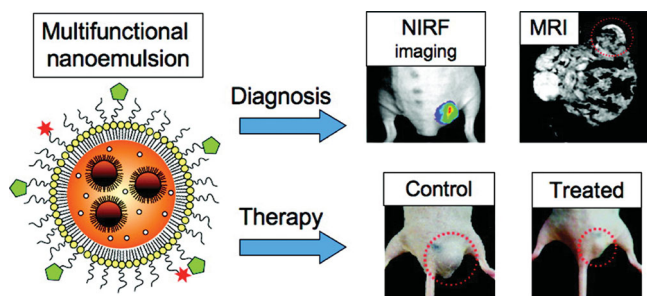 Multifunctional
nanoemulsion
Diagnosis
NIRF
imaging
MRI
Therapy
Control
Treated